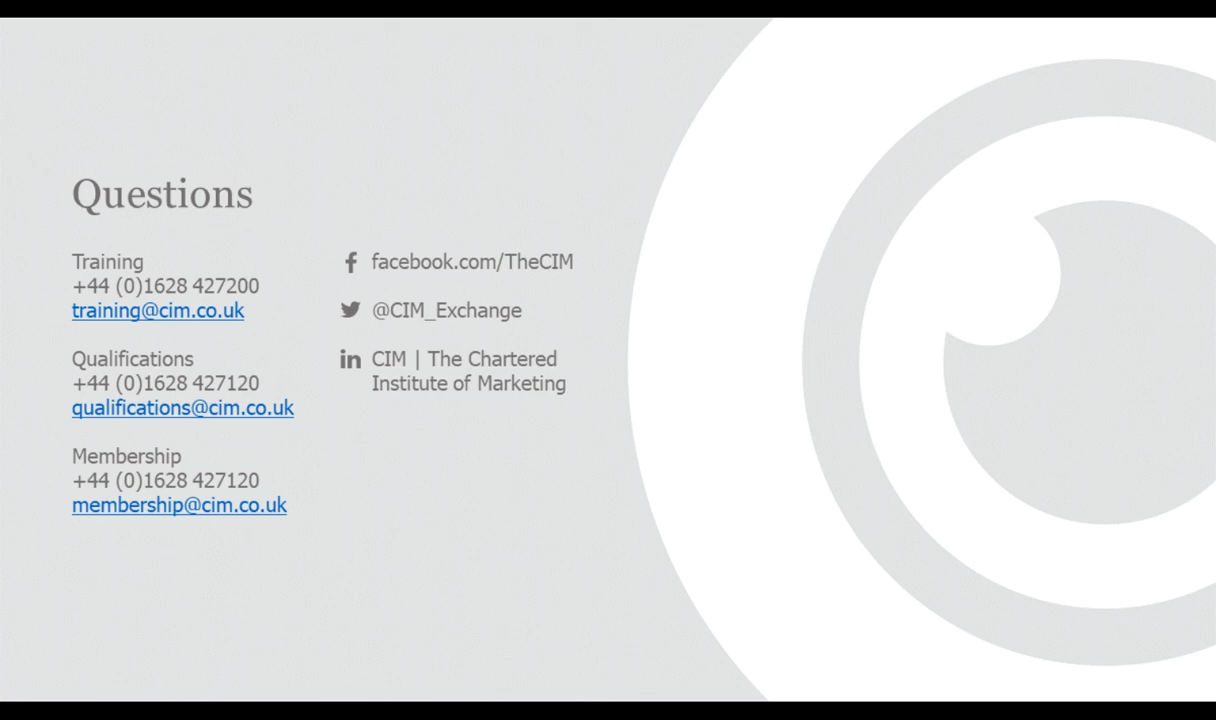 Questions
Training
+44 (0)1628 427200
training@cim.co.uk
Qualifications
+44 (0)1628 427120
qualifications@cim.co.uk
Membership
+44 (0)1628 427120
membership@cim.co.uk
facebook.com/TheCIM
@CIM_Exchange
CIM | The Chartered
Institute of Marketing